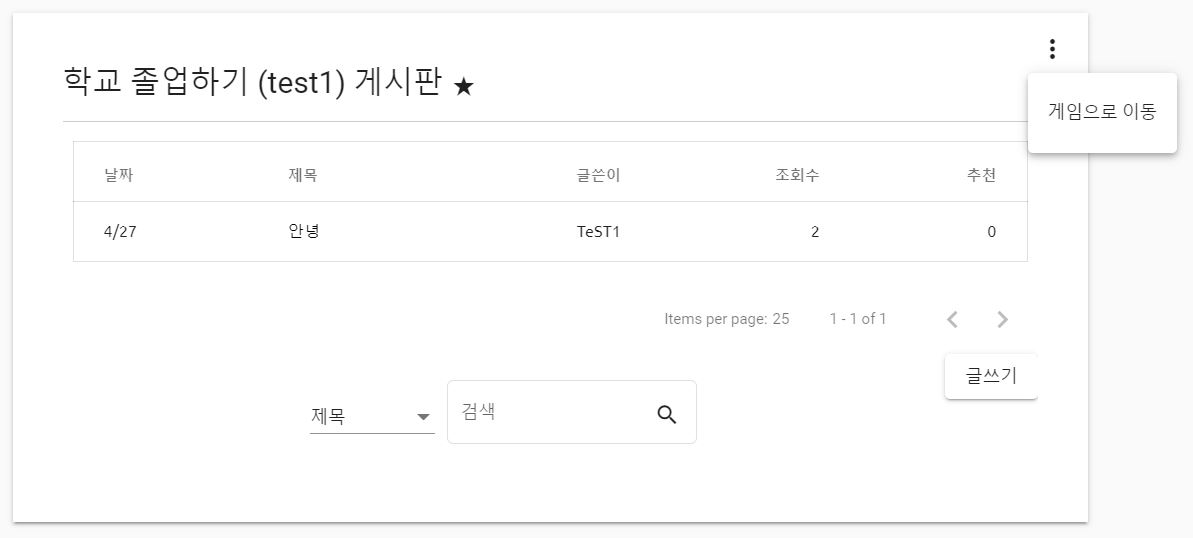 학교 졸업하기 (test1) 게시판 ★
게임으로 이동
날짜 제목 글쓴이 조회수 추천
4/27 안녕 TeST1 2 0
Items per page: 25 1 - 1 of 1
글쓰기
제목 검색